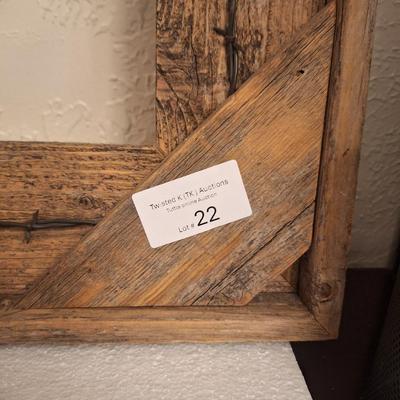 Twisted K (TK) Auctions
Tuttle online Auction
Lot # 22